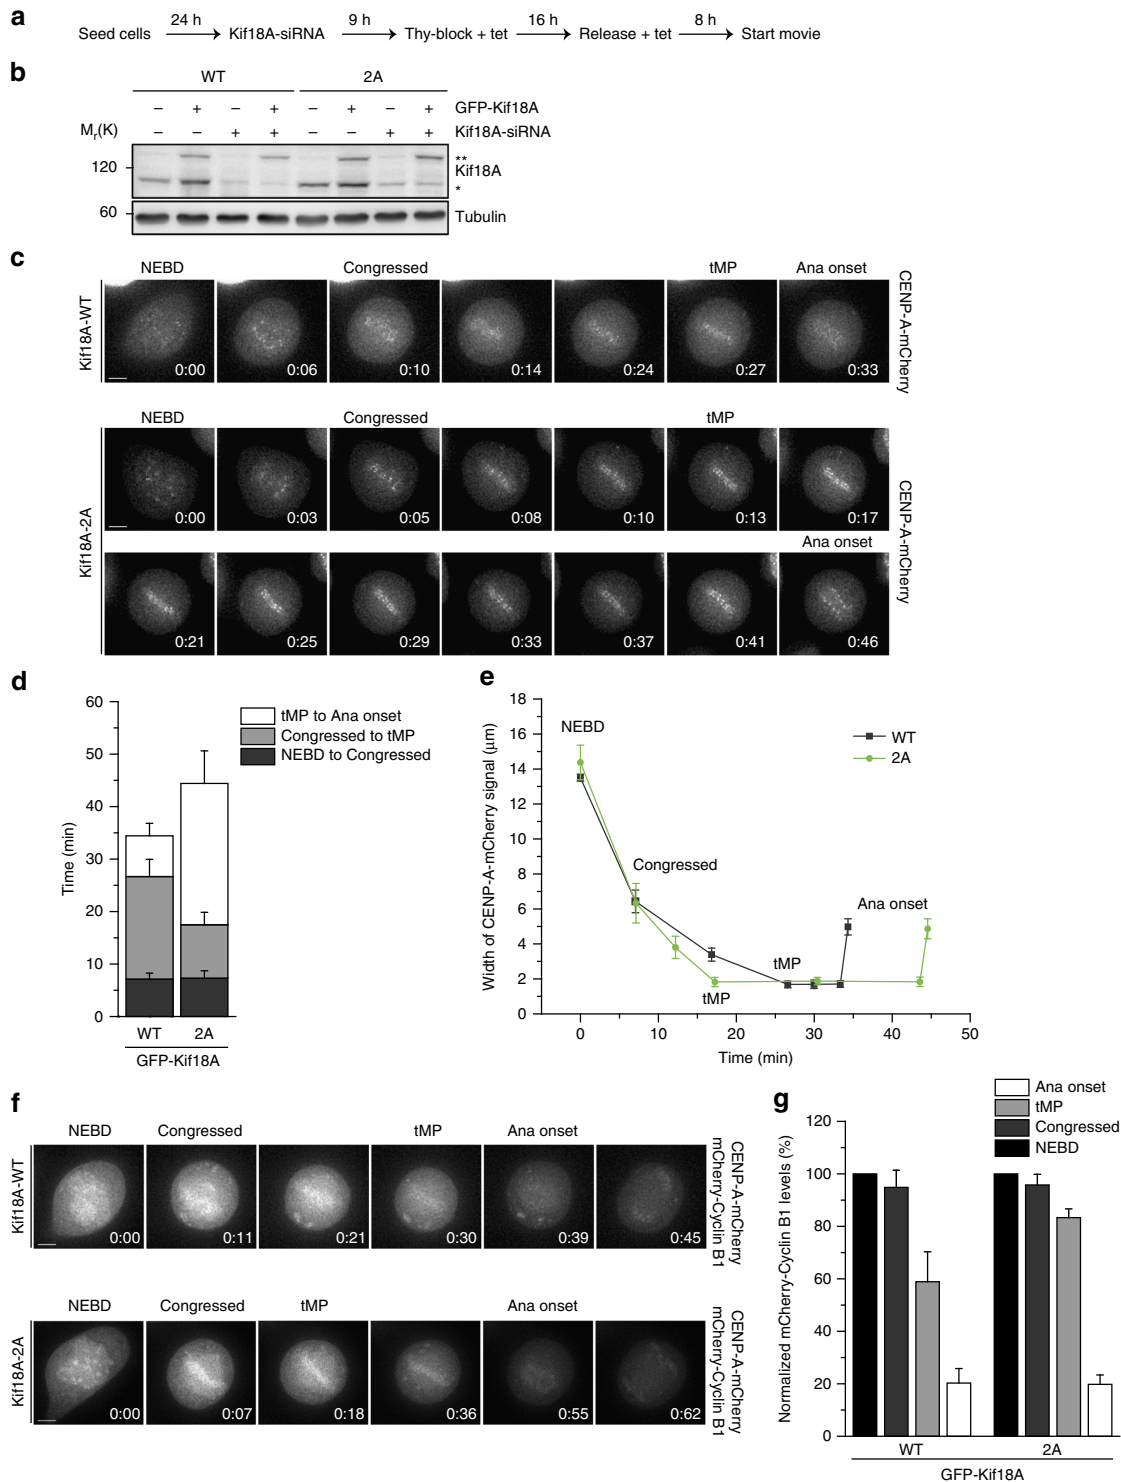 a
24 h 9 h 16 h 8 h
Seed cells Kif18A-siRNA Thy-block + tet Release + tet Start movie
b
WT 2A
– + – + – + – + GFP-Kif18A
Mr(K) – – + + – – + + Kif18A-siRNA
**
120 Kif18A
*
60 Tubulin
c
NEBD Congressed tMP Ana onset
Kif18A-WT
0:00 0:06 0:10 0:14 0:24 0:27 0:33
CENP-A-mCherry
NEBD Congressed tMP
Kif18A-2A
0:00 0:03 0:05 0:08 0:10 0:13 0:17
Ana onset
0:21 0:25 0:29 0:33 0:37 0:41 0:46
CENP-A-mCherry
d
60
50
40
30
20
10
0
Time (min)
tMP to Ana onset
Congressed to tMP
NEBD to Congressed
WT 2A
GFP-Kif18A
e
18
16
14
12
10
8
6
4
2
0
Width of CENP-A-mCherry signal (μm)
NEBD
WT
2A
Congressed
Ana onset
tMP
tMP
0 10 20 30 40 50
Time (min)
f
NEBD Congressed tMP Ana onset
Kif18A-WT
0:00 0:11 0:21 0:30 0:39 0:45
CENP-A-mCherry
mCherry-Cyclin B1
NEBD Congressed tMP Ana onset
Kif18A-2A
0:00 0:07 0:18 0:36 0:55 0:62
CENP-A-mCherry
mCherry-Cyclin B1
g
Ana onset
tMP
Congressed
NEBD
120
100
80
60
40
20
0
Normalized mCherry-Cyclin B1 levels (%)
WT 2A
GFP-Kif18A